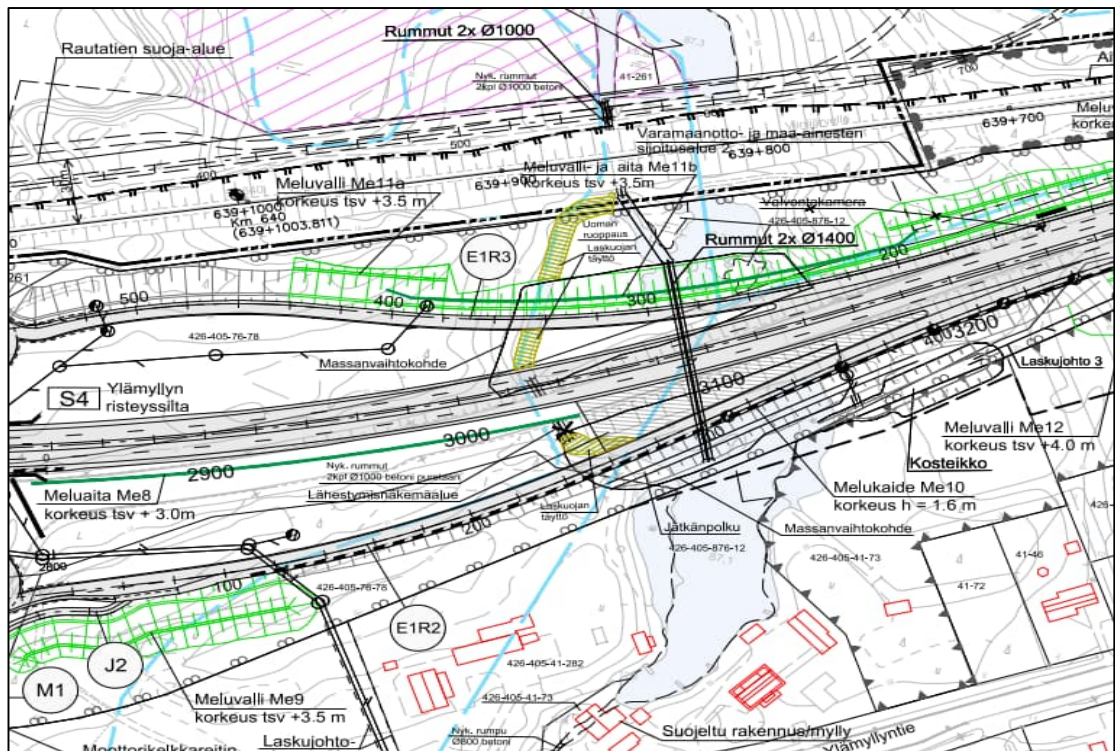 Rautatien suoja-alue
Rummut 2x Ø1000
Nyk. rummut
2kpl Ø1000 betoni
41-261
87,3
700
Varamaanotto- ja maa-ainesten
sijoitusalue 2
639+800
639+700
500
400
639+900
Meluvalli- ja aita Me11b
korkeus tsv +3.5m
Meluvalli Me11a
korkeus tsv +3.5 m
639+1000
Km 640
(639+1003.811)
Valvontakamera
426-405-876-12
Uoman
ruoppaus
Laskuojan
täyttö
Rummut 2x Ø1400
E1R3
200
300
400
500
426-405-76-78
Massanvaihtokohde
S4
Ylämyllyn
risteyssilta
3200
400
3100
Laskujohto 3
Meluvalli Me12
korkeus tsv +4.0 m
Kosteikko
3000
2900
Meluaita Me8
korkeus tsv + 3.0m
Nyk. rummut
2kpl Ø1000 betoni puretaan
Lähestymisnäkemäalue
Laskuojan
täyttö
Melukaide Me10
korkeus h = 1.6 m
Jätkänpolku
Massanvaihtokohde
426-405-876-12
87,1
426-405-41-73
41-46
41-72
200
100
2800
426-405-76-78
E1R2
J2
M1
426-405-41-282
426-405-41-73
Meluvalli Me9
korkeus tsv +3.5 m
Nyk. rumpu
Ø800 betoni
Suojeltu rakennus/mylly
Ylämyllyntie
Moottorikelkkareitin
Laskujohto-